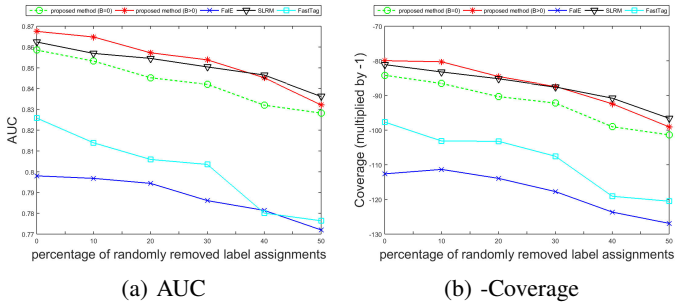 proposed method (B=0) proposed method (B>0) FalE SLRM FastTag
0.87
0.86
0.85
0.84
0.83
0.82
0.81
0.8
0.79
0.78
0.77
AUC
0 10 20 30 40 50
percentage of randomly removed label assignments
(a) AUC
proposed method (B=0) proposed method (B>0) FalE SLRM FastTag
-70
-80
-90
-100
-110
-120
-130
Coverage (multiplied by -1)
0 10 20 30 40 50
percentage of randomly removed label assignments
(b) -Coverage